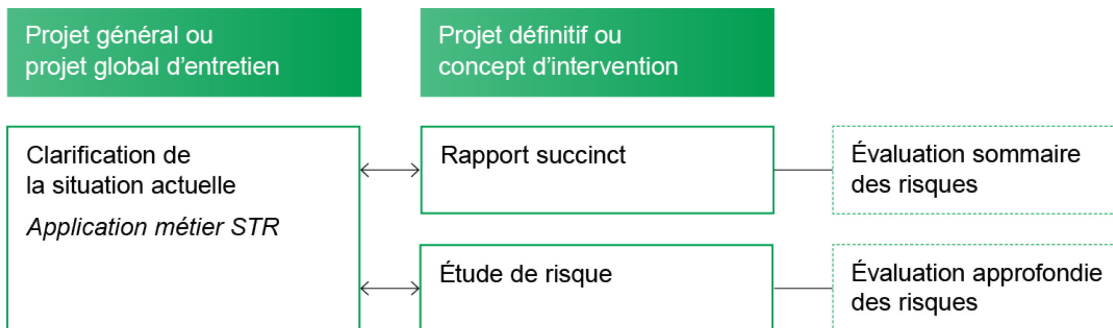 Projet général ou
projet global d'entretien
Projet définitif ou
concept d'intervention
Clarification de
la situation actuelle
Application métier STR
Rapport succinct
Évaluation sommaire
des risques
Étude de risque
Évaluation approfondie
des risques